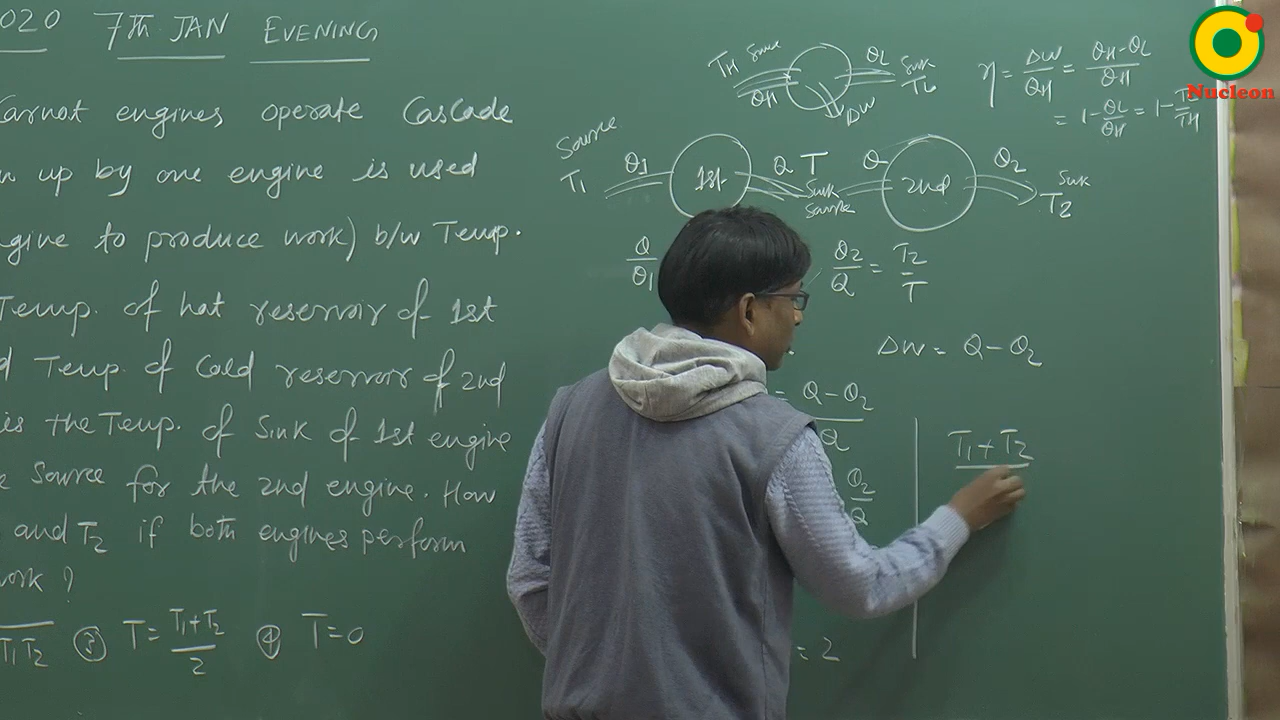 020 7th JAN EVENING
Carnot engines operate Cascade
up by one engine is used
gine to produce work) b/w Temp.
Temp. of hot reservoir of 1st
d Temp. of Cold reservoir of 2nd
is the Temp. of Sink of 1st engine
Source for the 2nd engine. How
and T2 if both engines perform
work ?
T1T2 ③ T = T1+T2 / 2 ④ T=0
TH Source QH ΔW QL Sink TL
η = ΔW/QH = QH-QL/QH
= 1-QL/QH = 1-TL/TH
Source T1 Q1 1st Q T Sink Source Q 2nd Q2 Sink T2
Q/Q1
Q2/Q = T2/T
ΔW = Q-Q2
= Q-Q2/Q
Q2/Q
= 2
T1+T2
Nucleon